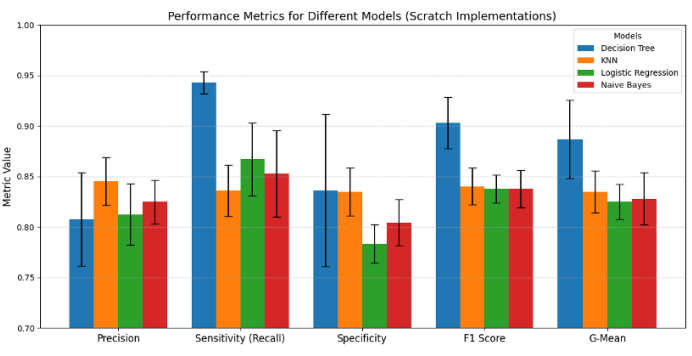 Performance Metrics for Different Models (Scratch Implementations)
1.00
0.95
0.90
0.85
0.80
0.75
0.70
Metric Value
Models
Decision Tree
KNN
Logistic Regression
Naive Bayes
Precision
Sensitivity (Recall)
Specificity
F1 Score
G-Mean